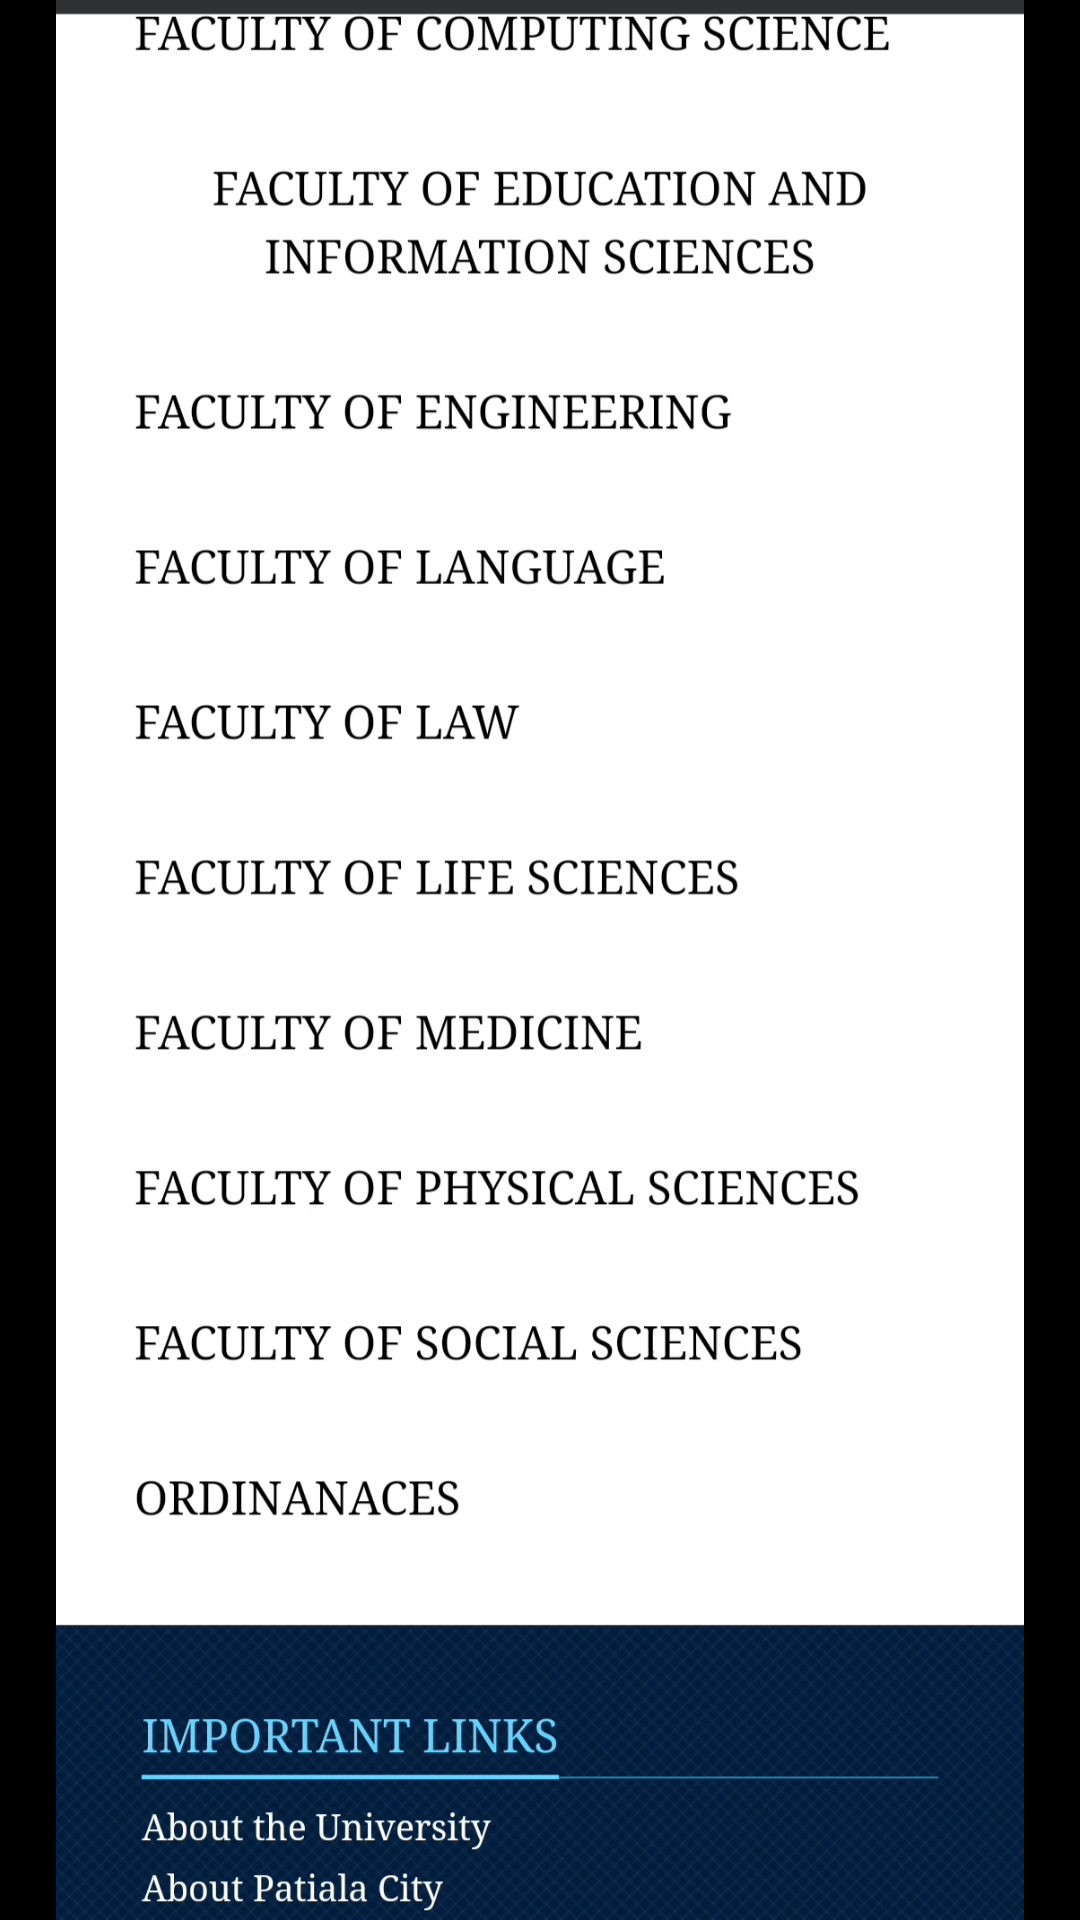 FACULTY OF COMPUTING SCIENCE
FACULTY OF EDUCATION AND
INFORMATION SCIENCES
FACULTY OF ENGINEERING
FACULTY OF LANGUAGE
FACULTY OF LAW
FACULTY OF LIFE SCIENCES
FACULTY OF MEDICINE
FACULTY OF PHYSICAL SCIENCES
FACULTY OF SOCIAL SCIENCES
ORDINANACES
IMPORTANT LINKS
About the University
About Patiala City